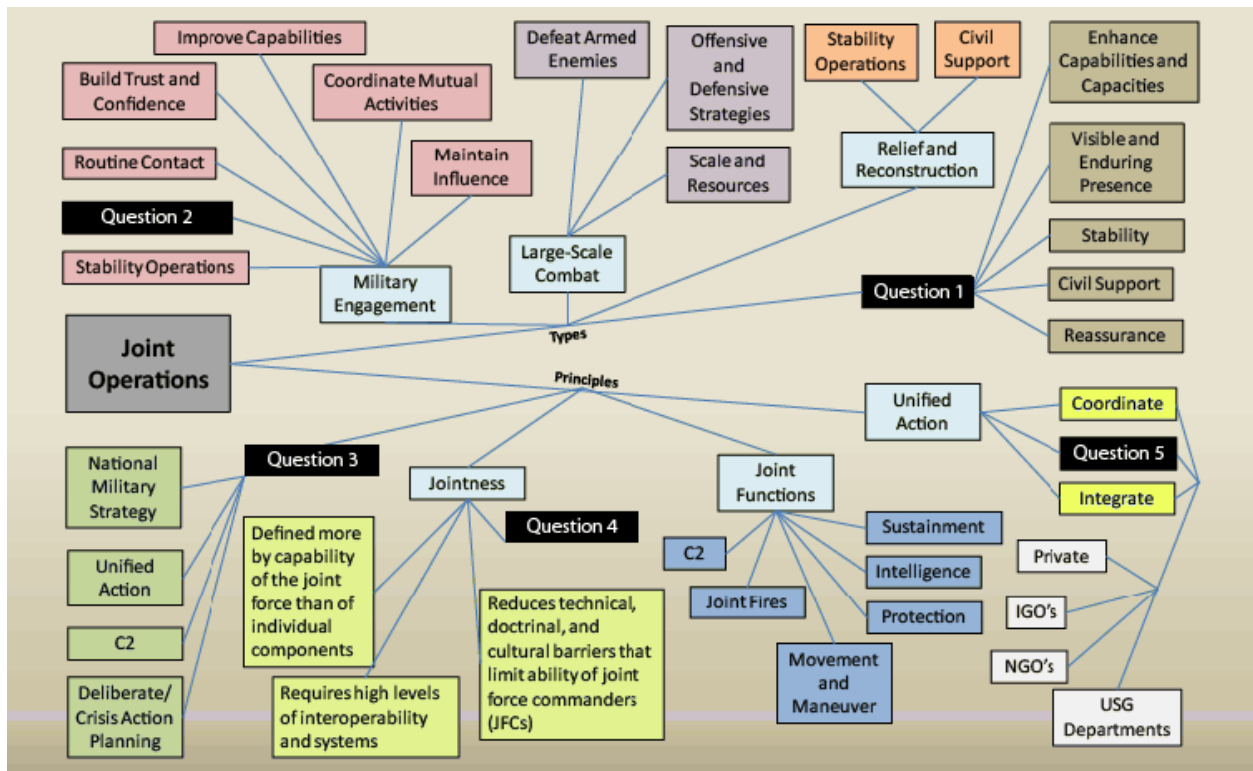 Improve Capabilities
Build Trust and
Confidence
Coordinate Mutual
Activities
Routine Contact
Maintain
Influence
Question 2
Stability Operations
Military
Engagement
Defeat Armed
Enemies
Offensive
and
Defensive
Strategies
Scale and
Resources
Large-Scale
Combat
Stability
Operations
Civil
Support
Relief and
Reconstruction
Enhance
Capabilities and
Capacities
Visible and
Enduring
Presence
Stability
Question 1
Civil Support
Reassurance
Types
Joint
Operations
Principles
Unified
Action
Coordinate
Question 5
Integrate
Question 3
National
Military
Strategy
Unified
Action
C2
Deliberate/
Crisis Action
Planning
Jointness
Question 4
Defined more
by capability
of the joint
force than of
individual
components
Requires high levels
of interoperability
and systems
Reduces technical,
doctrinal, and
cultural barriers that
limit ability of joint
force commanders
(JFCs)
Joint
Functions
C2
Joint Fires
Sustainment
Intelligence
Protection
Movement
and
Maneuver
Private
IGO's
NGO's
USG
Departments